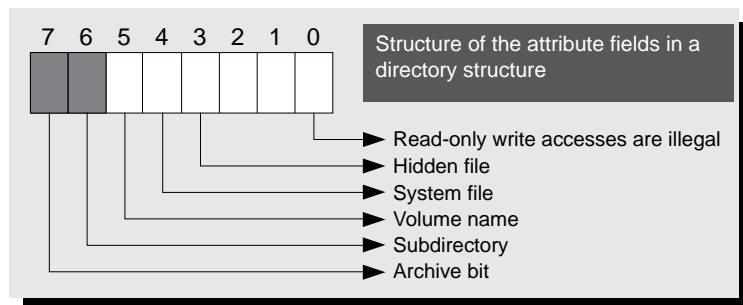 7 6 5 4 3 2 1 0
Structure of the attribute fields in a
directory structure
Read-only write accesses are illegal
Hidden file
System file
Volume name
Subdirectory
Archive bit